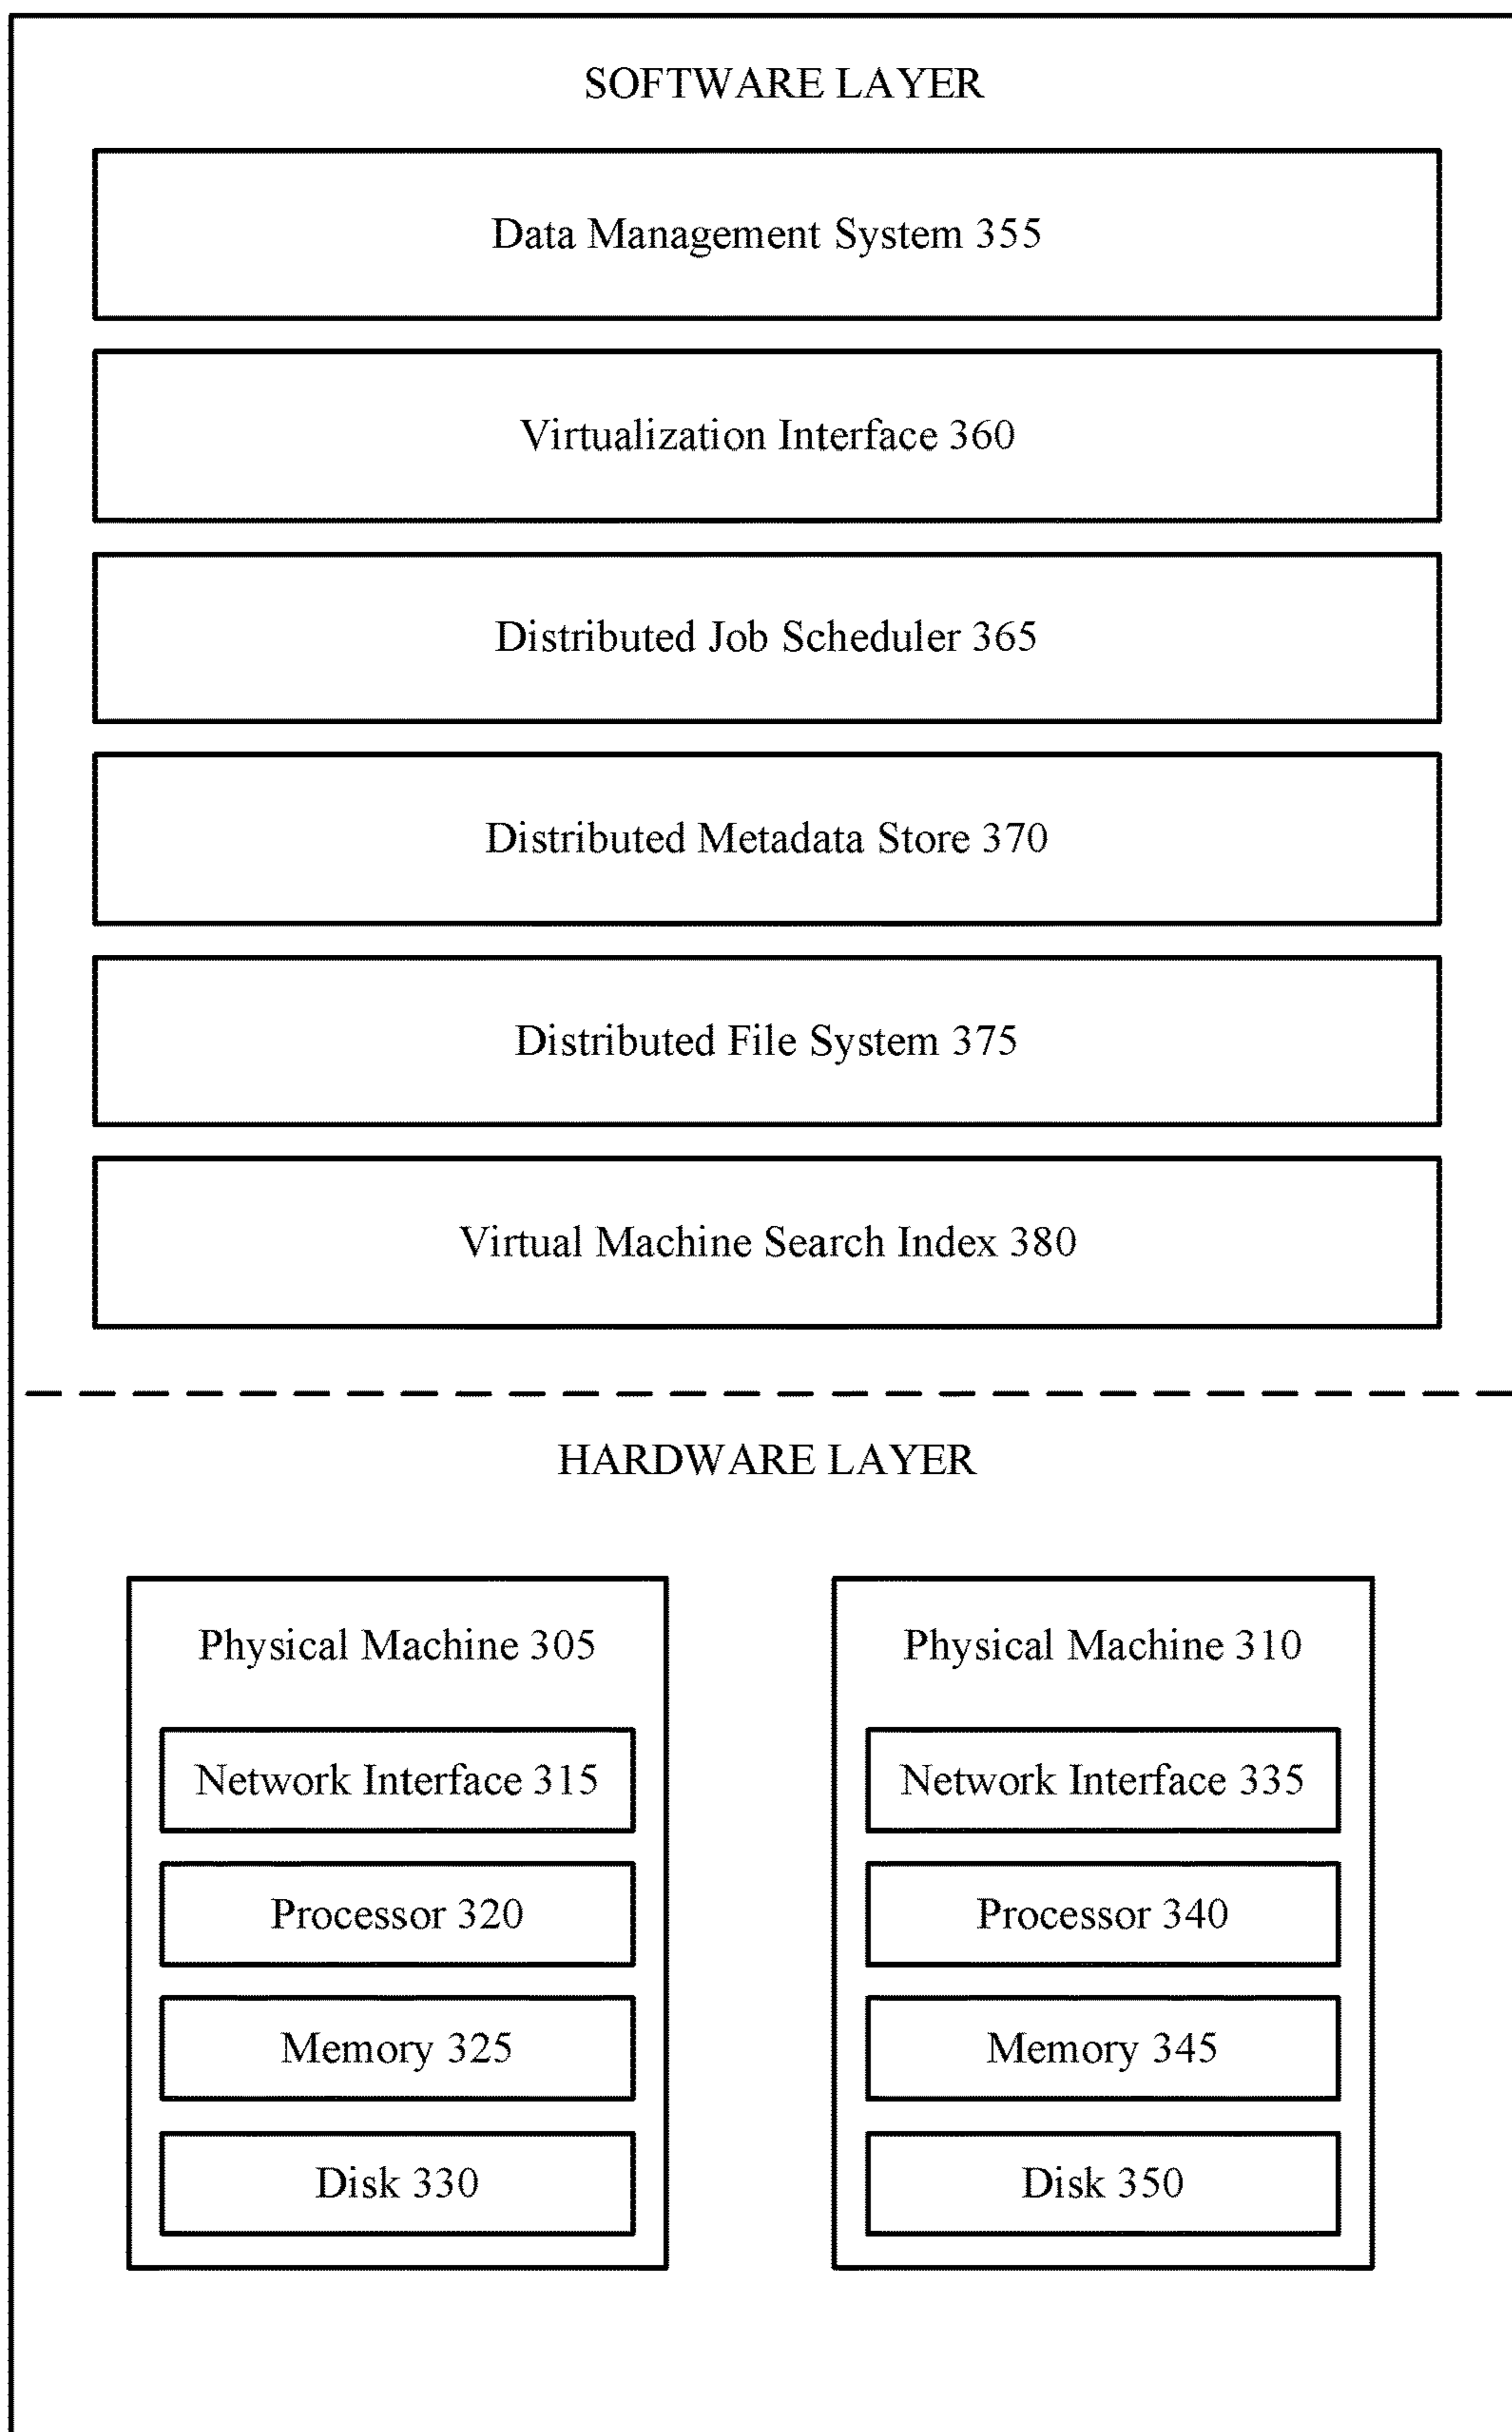 SOFTWARE LAYER
Data Management System 355
Virtualization Interface 360
Distributed Job Scheduler 365
Distributed Metadata Store 370
Distributed File System 375
Virtual Machine Search Index 380
HARDWARE LAYER
Physical Machine 305
Network Interface 315
Processor 320
Memory 325
Disk 330
Physical Machine 310
Network Interface 335
Processor 340
Memory 345
Disk 350